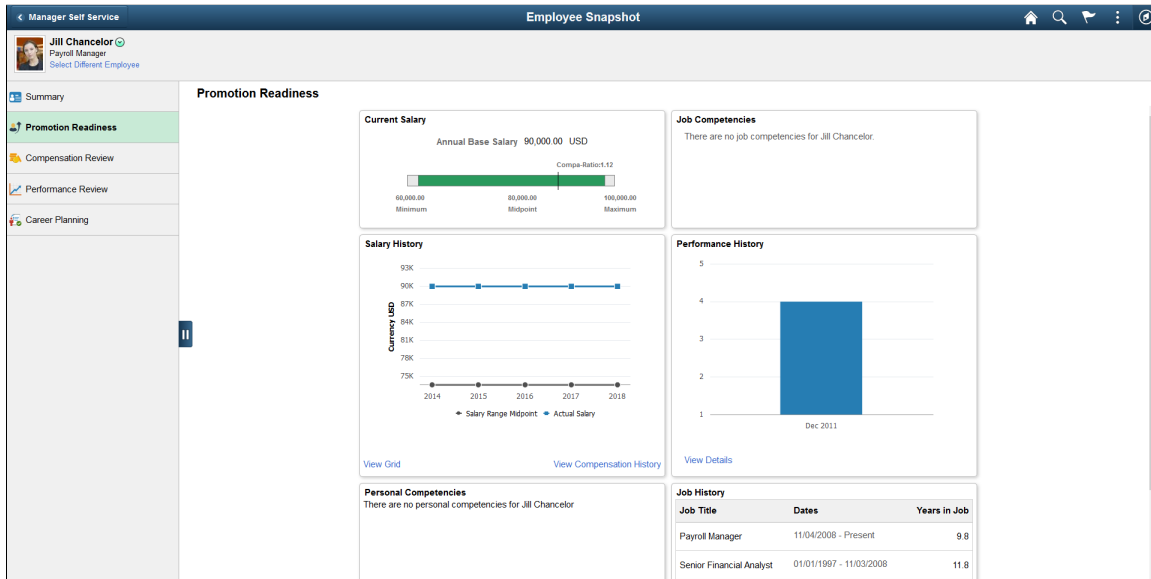 Manager Self Service
Employee Snapshot
Jill Chancelor
Payroll Manager
Select Different Employee
Summary
Promotion Readiness
Compensation Review
Performance Review
Career Planning
Promotion Readiness
Current Salary
Annual Base Salary 90,000.00 USD
Compa-Ratio:1.12
60,000.00 80,000.00 100,000.00
Minimum Midpoint Maximum
Job Competencies
There are no job competencies for Jill Chancelor.
Salary History
Currency USD
93K
90K
87K
84K
81K
78K
75K
2014 2015 2016 2017 2018
Salary Range Midpoint Actual Salary
View Grid View Compensation History
Performance History
5
4
3
2
1
Dec 2011
View Details
Personal Competencies
There are no personal competencies for Jill Chancelor
Job History
Job Title Dates Years in Job
Payroll Manager 11/04/2008 - Present 9.8
Senior Financial Analyst 01/01/1997 - 11/03/2008 11.8